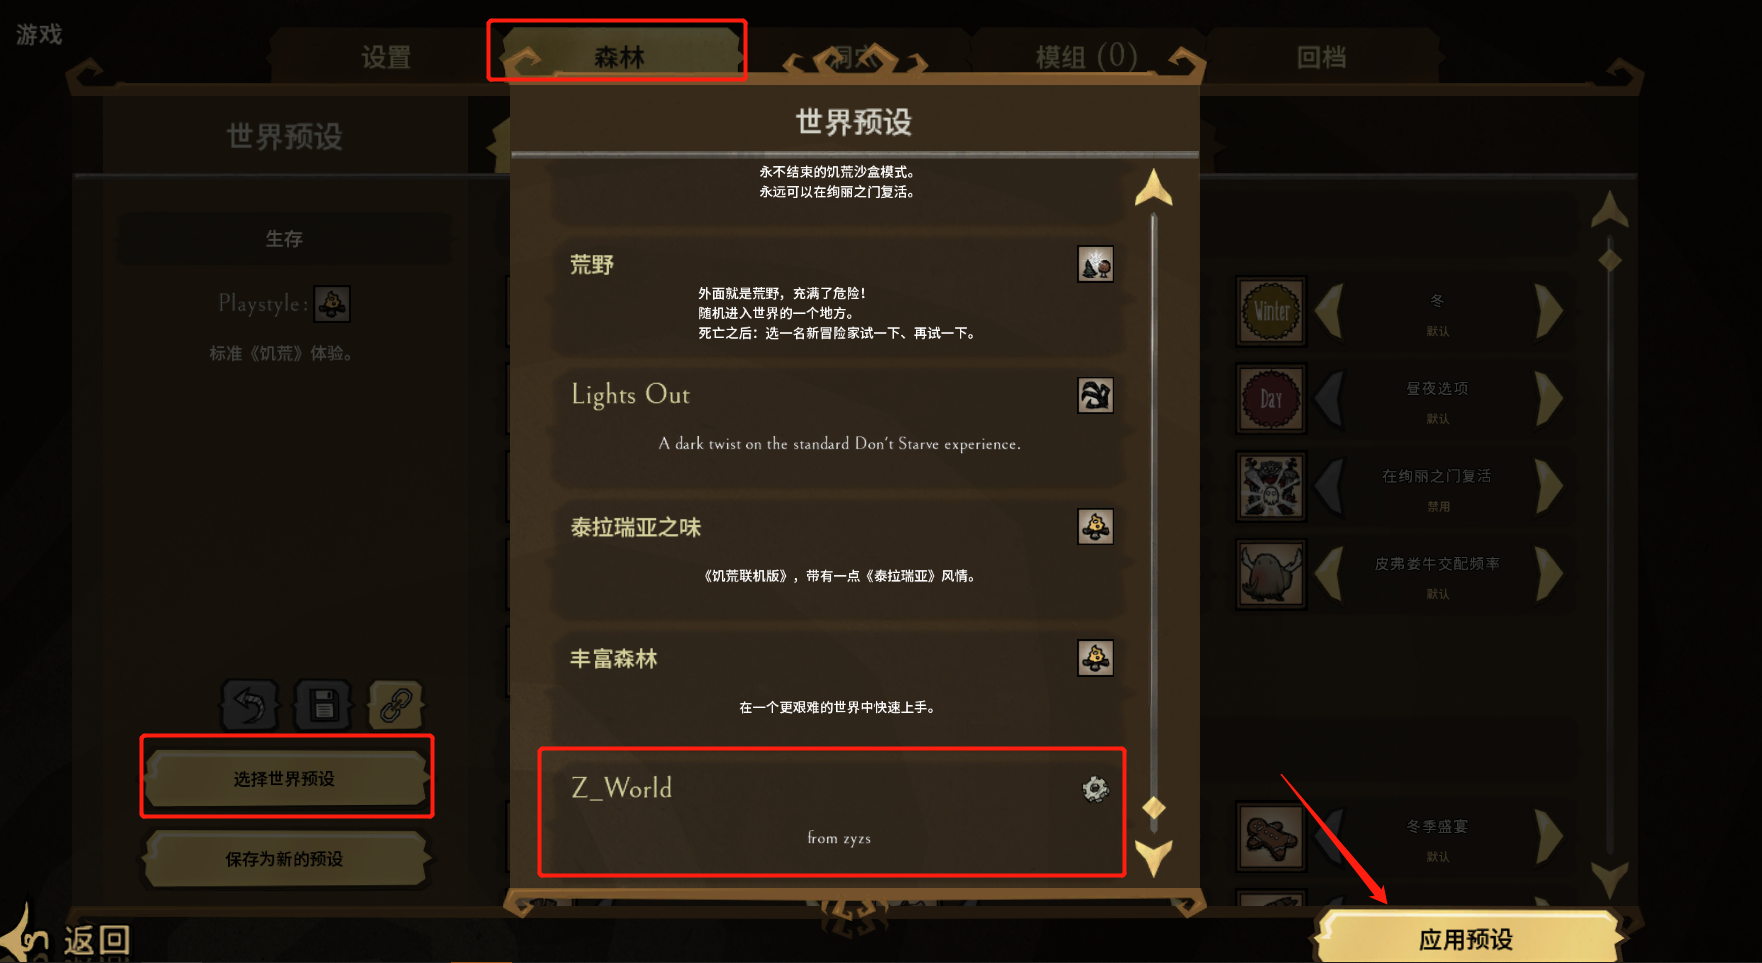 游戏
设置
森林
模组 (0)
回档
世界预设
生存
Playstyle:
标准《饥荒》体验。
选择世界预设
保存为新的预设
返回
世界预设
永不结束的饥荒沙盒模式。
永远可以在绚丽之门复活。
荒野
外面就是荒野，充满了危险！
随机进入世界的一个地方。
死亡之后：选一名新冒险家试一下、再试一下。
Lights Out
A dark twist on the standard Don't Starve experience.
泰拉瑞亚之味
《饥荒联机版》，带有一点《泰拉瑞亚》风情。
丰富森林
在一个更艰难的世界中快速上手。
Z_World
from zyzs
Winter
冬
默认
Day
昼夜选项
默认
在绚丽之门复活
禁用
皮弗娄牛交配频率
默认
冬季盛宴
默认
应用预设